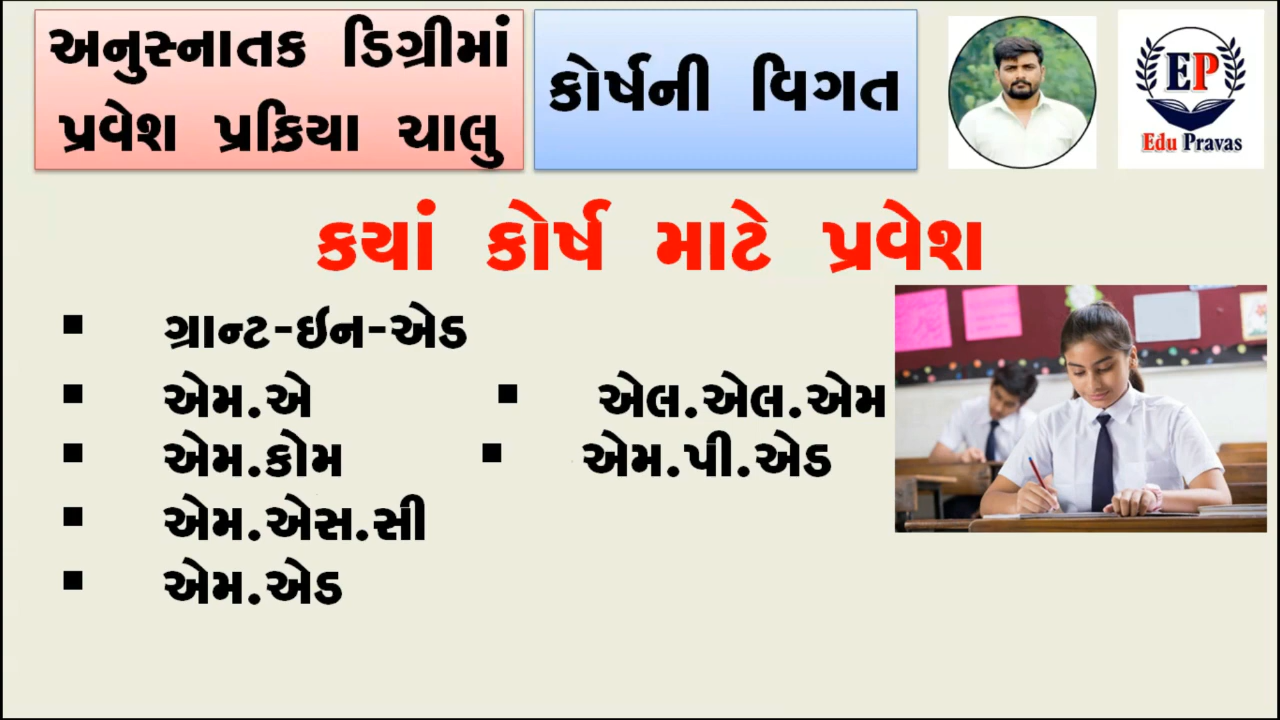 અનુસ્નાતક ડિગ્રીમાં
પ્રવેશ પ્રક્રિયા ચાલુ
કોર્ષની વિગત
EP
Edu Pravas
કયાં કોર્ષ માટે પ્રવેશ
▪ ગ્રાન્ટ-ઇન-એડ
▪ એમ.એ ▪ એલ.એલ.એમ
▪ એમ.કોમ ▪ એમ.પી.એડ
▪ એમ.એસ.સી
▪ એમ.એડ